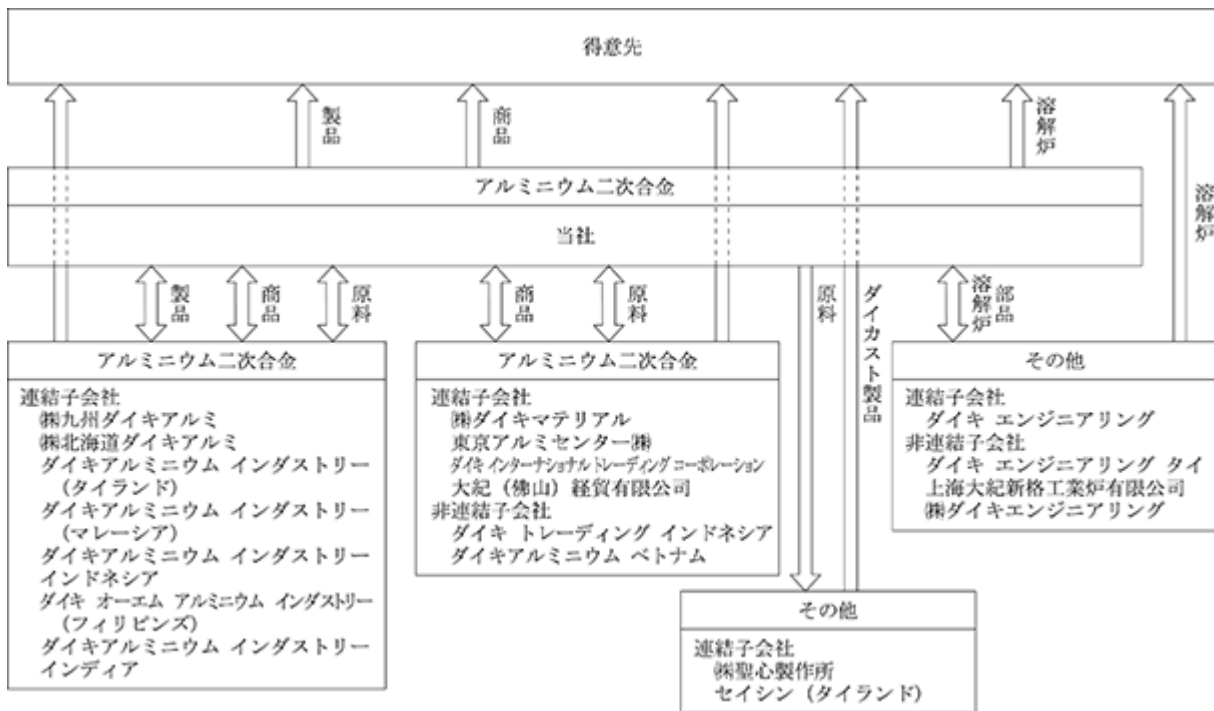 得意先
製品
商品
溶解炉
溶解炉
アルミニウム二次合金
当社
製品
商品
原料
商品
原料
原料
ダイカスト製品
溶解炉
部品
アルミニウム二次合金
連結子会社
㈱九州ダイキアルミ
㈱北海道ダイキアルミ
ダイキアルミニウム インダストリー
(タイランド)
ダイキアルミニウム インダストリー
(マレーシア)
ダイキアルミニウム インダストリー
インドネシア
ダイキ オーエム アルミニウム インダストリー
(フィリピンズ)
ダイキアルミニウム インダストリー
インディア
アルミニウム二次合金
連結子会社
㈱ダイキマテリアル
東京アルミセンター㈱
ダイキ インターナショナル トレーディング コーポレーション
大紀（佛山）経貿有限公司
非連結子会社
ダイキ トレーディング インドネシア
ダイキアルミニウム ベトナム
その他
連結子会社
ダイキ エンジニアリング
非連結子会社
ダイキ エンジニアリング タイ
上海大紀新格工業炉有限公司
㈱ダイキエンジニアリング
その他
連結子会社
㈱聖心製作所
セイシン（タイランド）